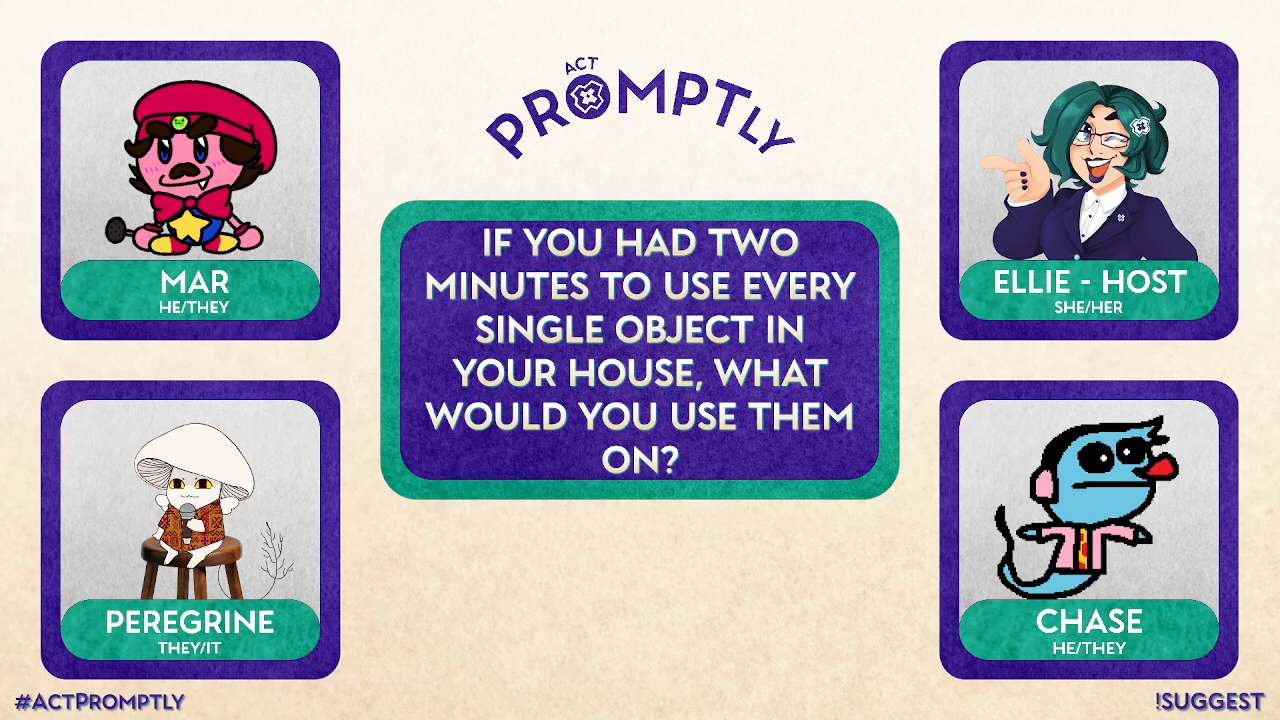 ACT
PROMPTLY
MAR
HE/THEY
ELLIE - HOST
SHE/HER
IF YOU HAD TWO
MINUTES TO USE EVERY
SINGLE OBJECT IN
YOUR HOUSE, WHAT
WOULD YOU USE THEM
ON?
PEREGRINE
THEY/IT
CHASE
HE/THEY
#ACTPROMPTLY
!SUGGEST